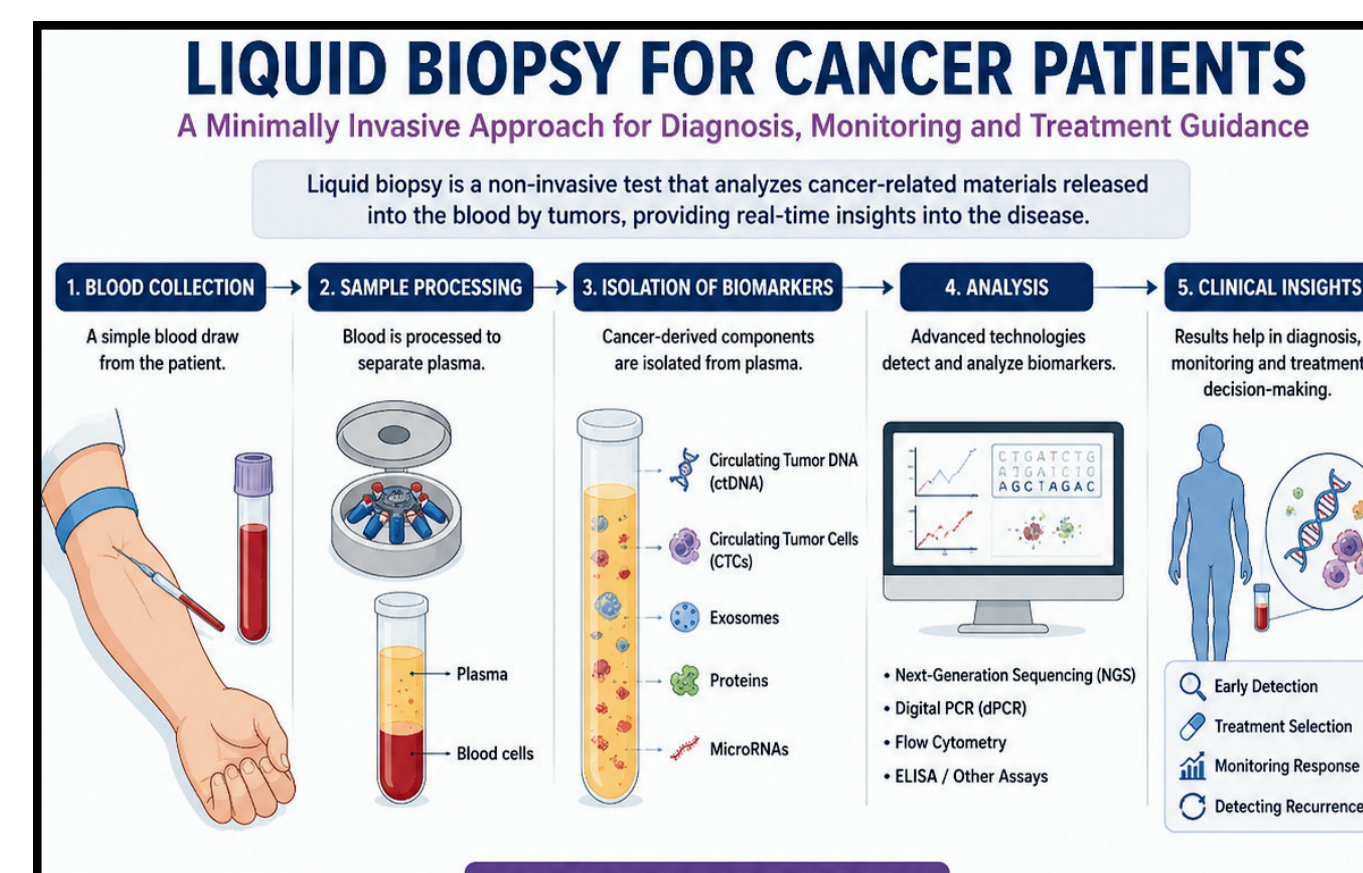 LIQUID BIOPSY FOR CANCER PATIENTS
A Minimally Invasive Approach for Diagnosis, Monitoring and Treatment Guidance
Liquid biopsy is a non-invasive test that analyzes cancer-related materials released
into the blood by tumors, providing real-time insights into the disease.
1. BLOOD COLLECTION
A simple blood draw
from the patient.
2. SAMPLE PROCESSING
Blood is processed to
separate plasma.
Plasma
Blood cells
3. ISOLATION OF BIOMARKERS
Cancer-derived components
are isolated from plasma.
Circulating Tumor DNA
(ctDNA)
Circulating Tumor Cells
(CTCs)
Exosomes
Proteins
MicroRNAs
4. ANALYSIS
Advanced technologies
detect and analyze biomarkers.
CTGATCTG
AGCTAGAC
• Next-Generation Sequencing (NGS)
• Digital PCR (dPCR)
• Flow Cytometry
• ELISA / Other Assays
5. CLINICAL INSIGHTS
Results help in diagnosis,
monitoring and treatment
decision-making.
Early Detection
Treatment Selection
Monitoring Response
Detecting Recurrence